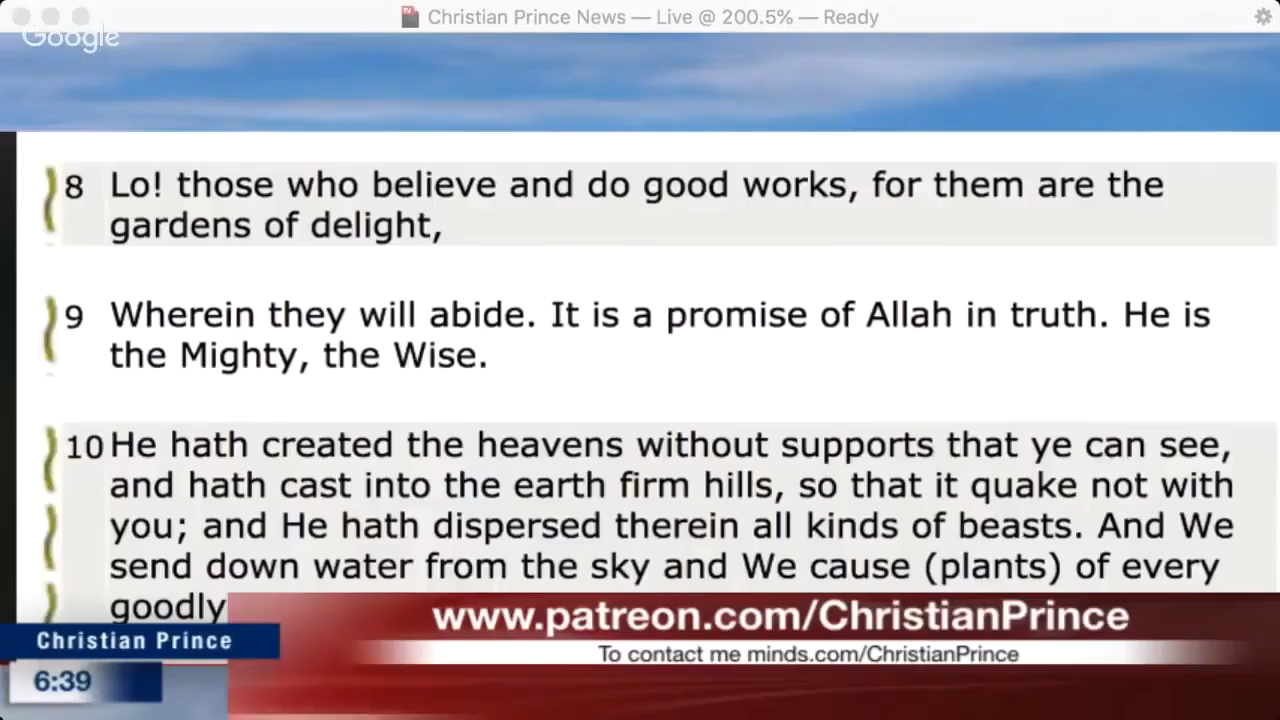 Christian Prince News — Live @ 200.5% — Ready
Google
8 Lo! those who believe and do good works, for them are the
gardens of delight,
9 Wherein they will abide. It is a promise of Allah in truth. He is
the Mighty, the Wise.
10 He hath created the heavens without supports that ye can see,
and hath cast into the earth firm hills, so that it quake not with
you; and He hath dispersed therein all kinds of beasts. And We
send down water from the sky and We cause (plants) of every
goodly
www.patreon.com/ChristianPrince
Christian Prince
To contact me minds.com/ChristianPrince
6:39